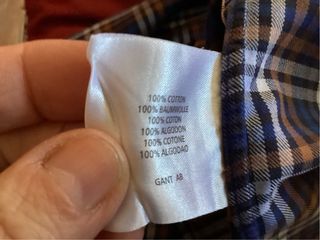 100% COTTON
100% BAUMWOLLE
100% COTON
100% ALGODON
100% COTONE
100% ALGODAO
GANT AB